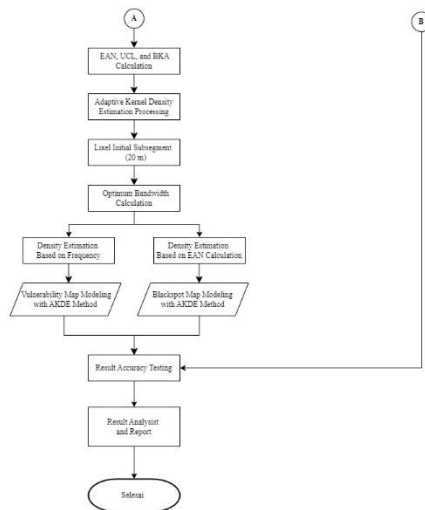 A
B
EAN, UCL, and BKA
Calculation
Adaptive Kernel Density
Estimation Processing
Lixel Initial Subsegment
(20 m)
Optimum Bandwidth
Calculation
Density Estimation
Based on Frequency
Density Estimation
Based on EAN Calculation
Vulnerability Map Modeling
with AKDE Method
Blackspot Map Modeling
with AKDE Method
Result Accuracy Testing
Result Analysist
and Report
Selesai